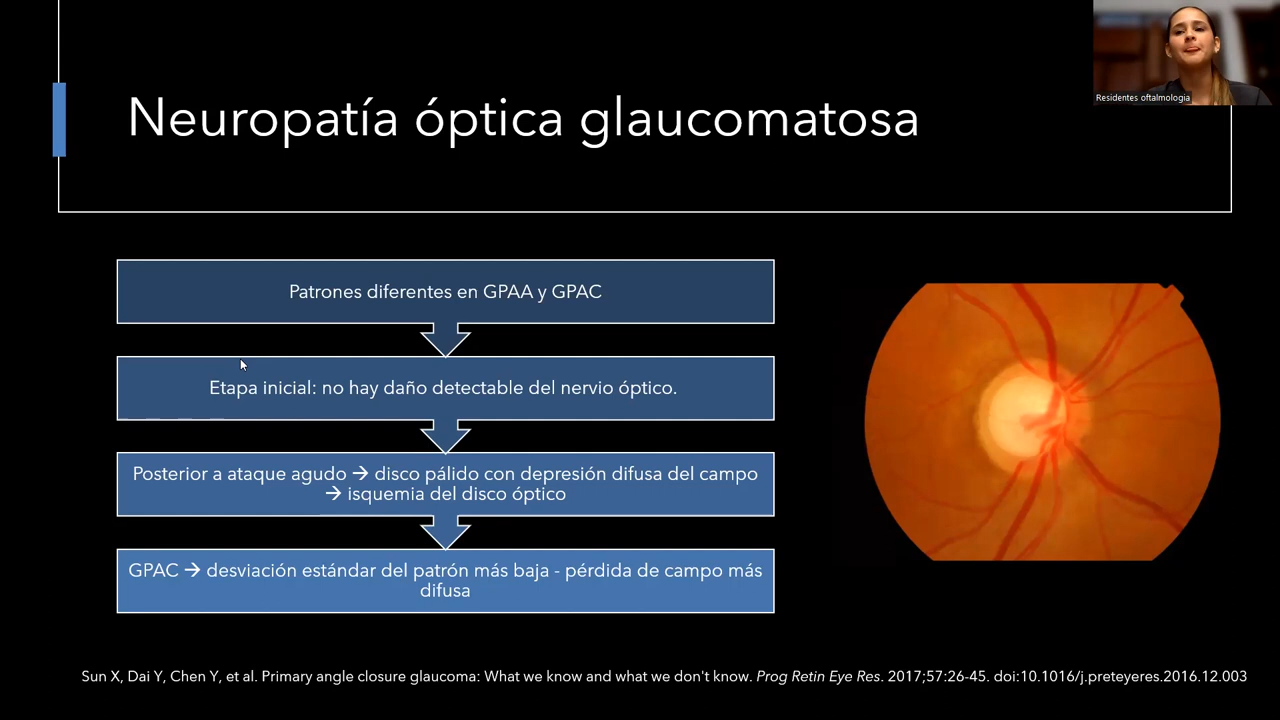 Neuropatía óptica glaucomatosa
Residentes oftalmologia
Patrones diferentes en GPAA y GPAC
Etapa inicial: no hay daño detectable del nervio óptico.
Posterior a ataque agudo → disco pálido con depresión difusa del campo
→ isquemia del disco óptico
GPAC → desviación estándar del patrón más baja - pérdida de campo más
difusa
Sun X, Dai Y, Chen Y, et al. Primary angle closure glaucoma: What we know and what we don't know. Prog Retin Eye Res. 2017;57:26-45. doi:10.1016/j.preteyeres.2016.12.003